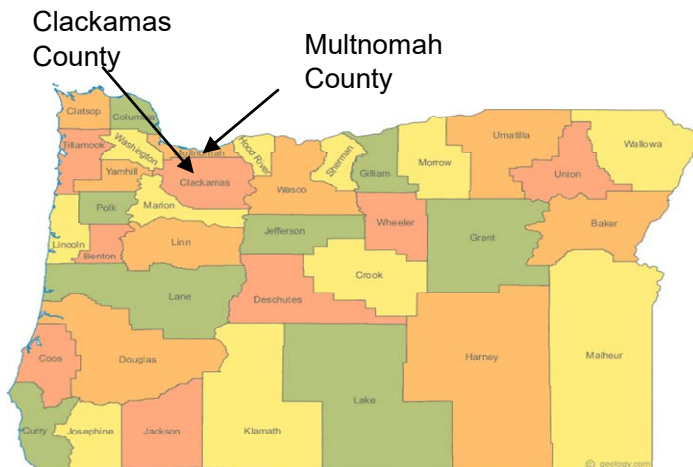 Clackamas
County
Multnomah
County
Clatsop
Columbia
Tillamook
Washington
Multnomah
Hood River
Yamhill
Clackamas
Wasco
Sherman
Gilliam
Morrow
Umatilla
Union
Wallowa
Polk
Marion
Wheeler
Baker
Lincoln
Benton
Linn
Jefferson
Grant
Crook
Lane
Deschutes
Coos
Douglas
Harney
Malheur
Lake
Curry
Josephine
Jackson
Klamath
© geology.com